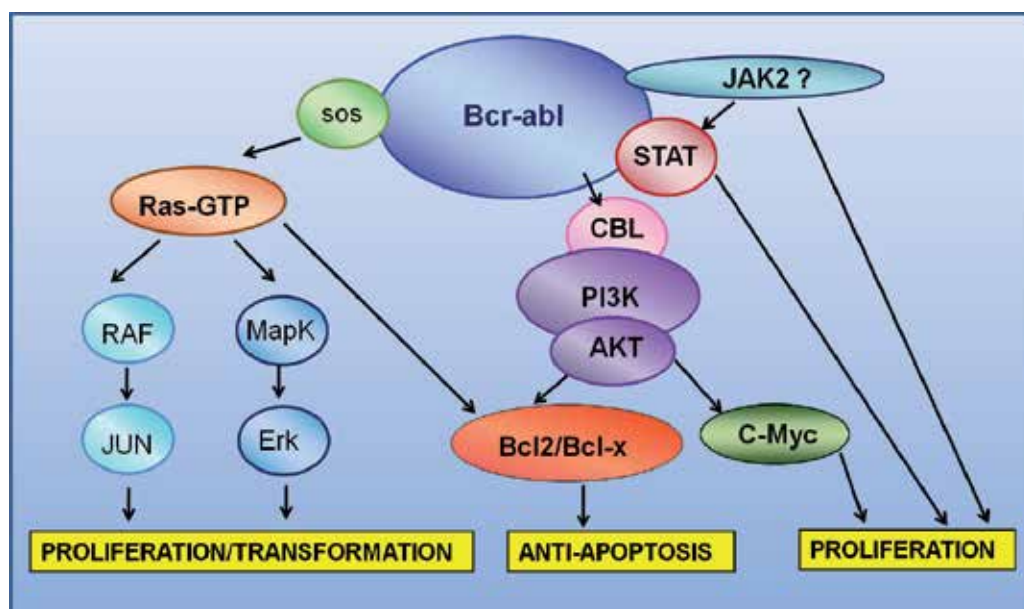 JAK2 ?
sos
Bcr-abl
STAT
Ras-GTP
CBL
PI3K
RAF
MapK
AKT
JUN
Erk
Bcl2/Bcl-x
C-Myc
PROLIFERATION/TRANSFORMATION
ANTI-APOPTOSIS
PROLIFERATION